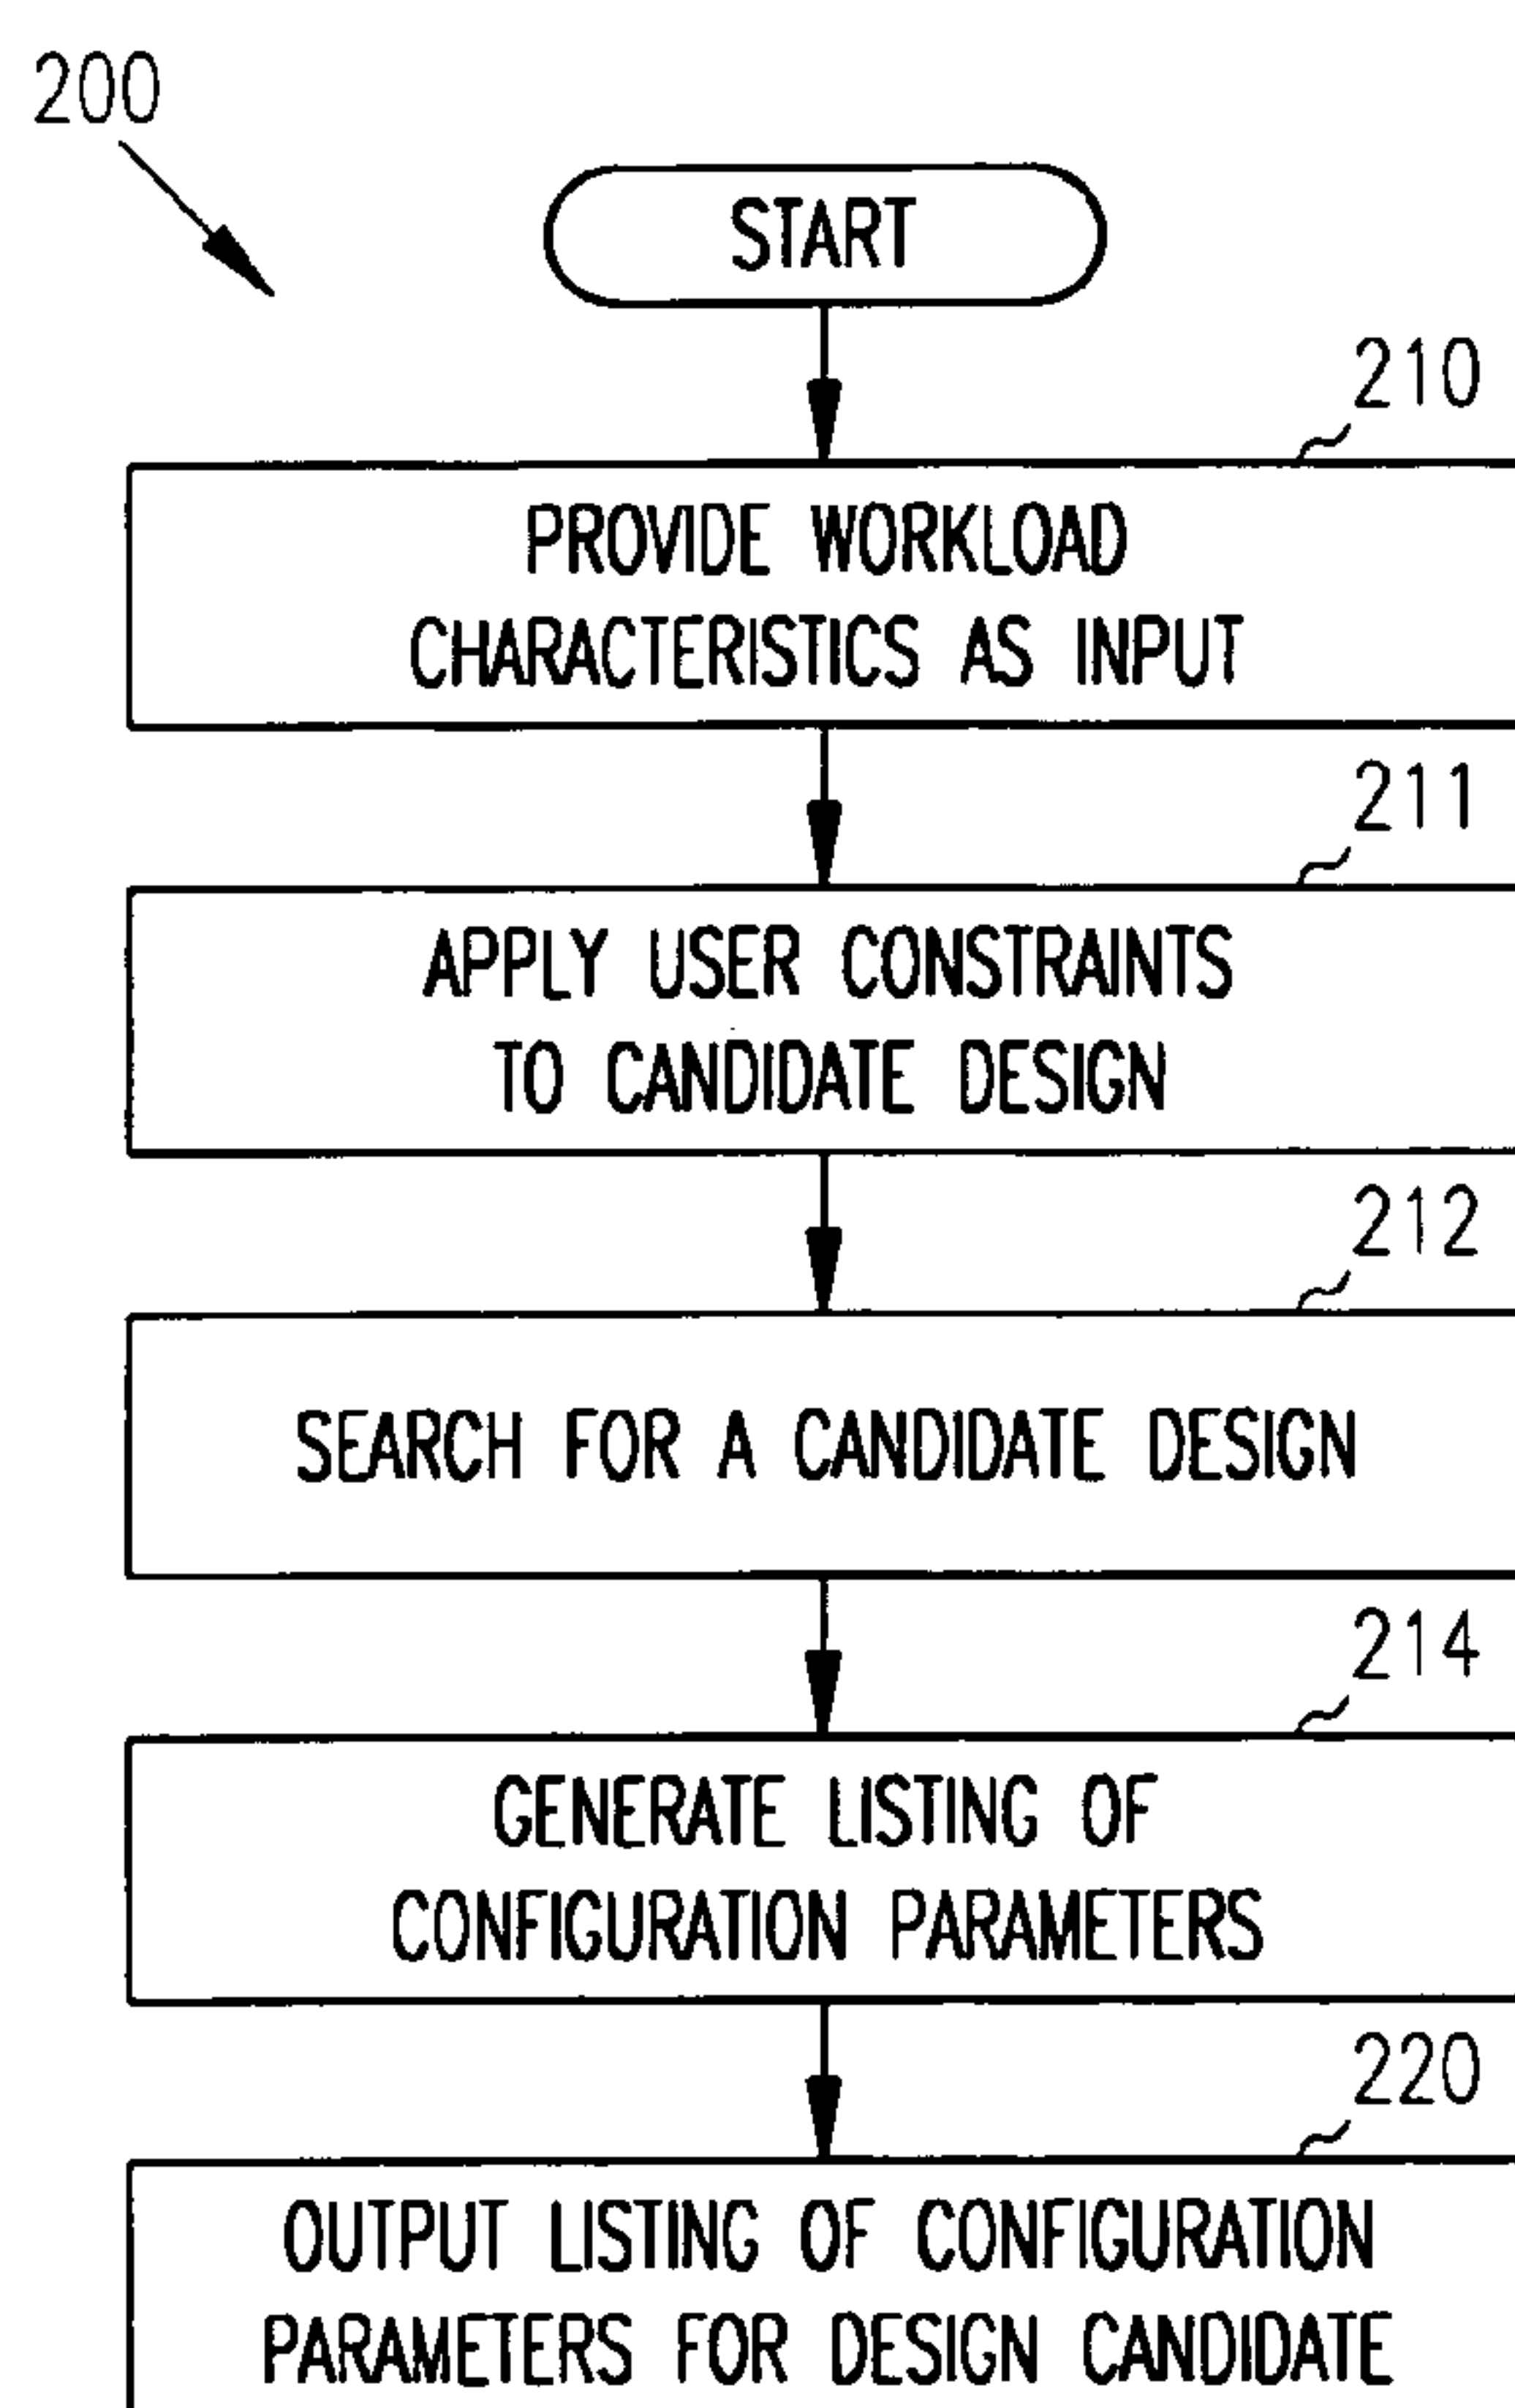 200
START
210
PROVIDE WORKLOAD
CHARACTERISTICS AS INPUT
211
APPLY USER CONSTRAINTS
TO CANDIDATE DESIGN
212
SEARCH FOR A CANDIDATE DESIGN
214
GENERATE LISTING OF
CONFIGURATION PARAMETERS
220
OUTPUT LISTING OF CONFIGURATION
PARAMETERS FOR DESIGN CANDIDATE